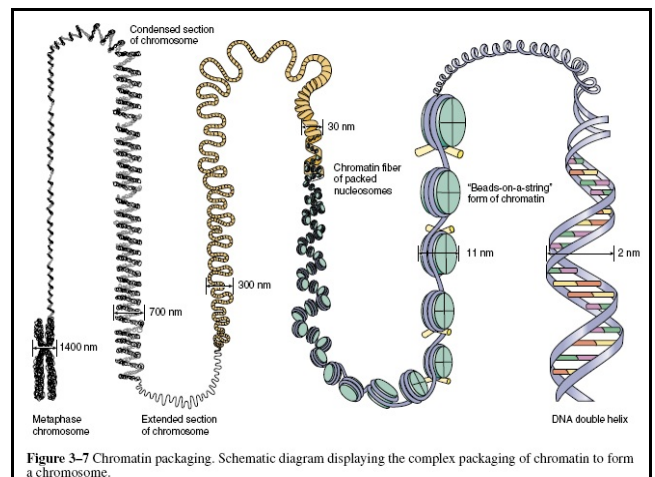 Condensed section
of chromosome
30 nm
Chromatin fiber
of packed
nucleosomes
"Beads-on-a-string"
form of chromatin
11 nm
2 nm
300 nm
700 nm
1400 nm
Metaphase
chromosome
Extended section
of chromosome
DNA double helix
Figure 3–7 Chromatin packaging. Schematic diagram displaying the complex packaging of chromatin to form
a chromosome.